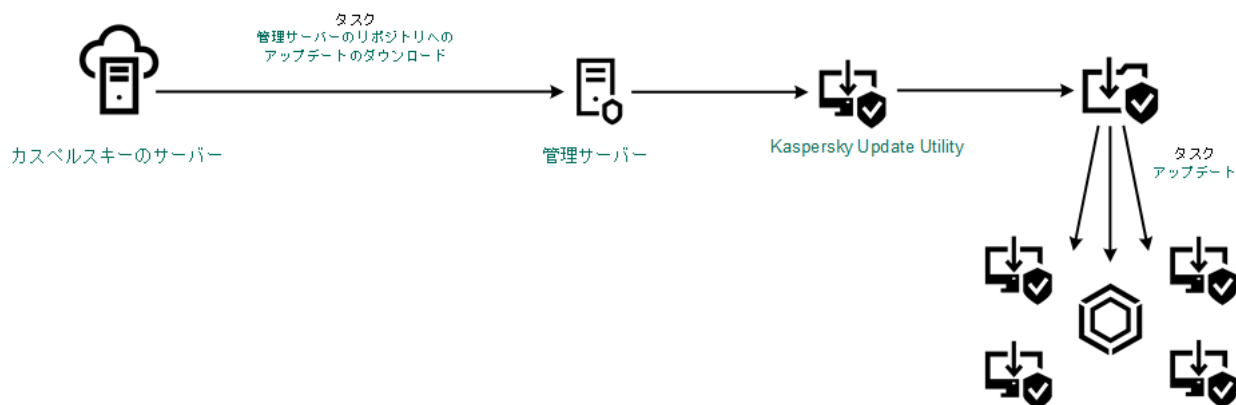 タスク
管理サーバーのリポジトリへの
アップデートのダウンロード
カスペルスキーのサーバー
管理サーバー
Kaspersky Update Utility
タスク
アップデート